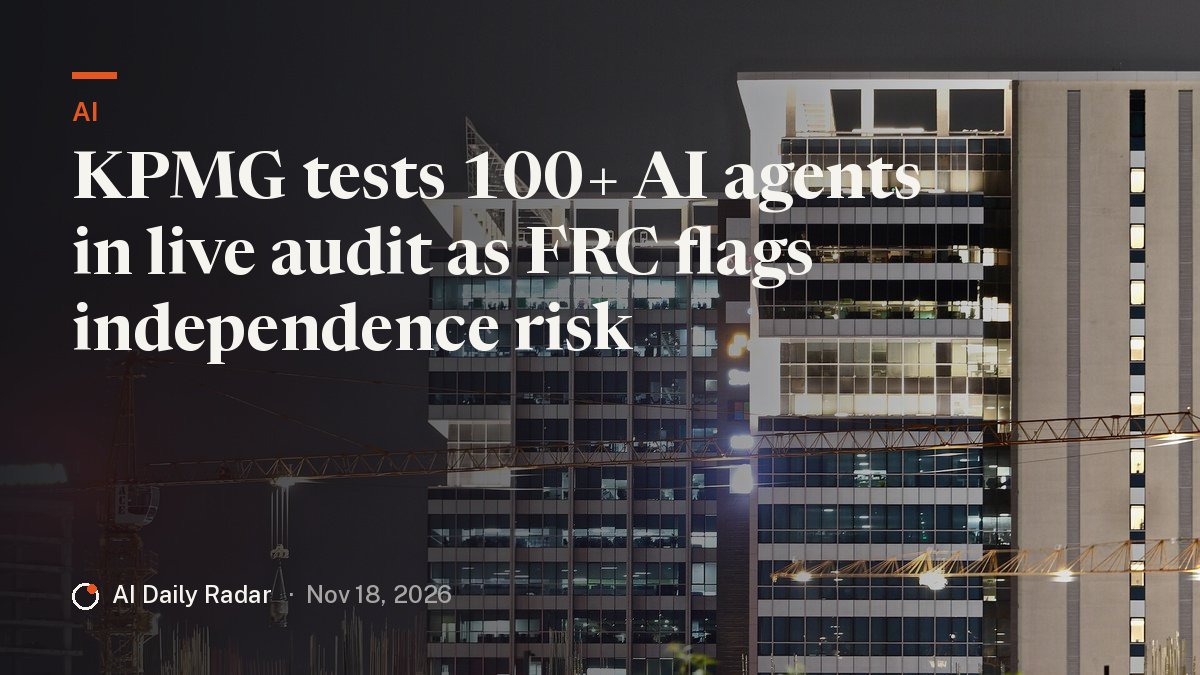 AI
KPMG tests 100+ AI agents
in live audit as FRC flags
independence risk
AI Daily Radar · Nov 18, 2026